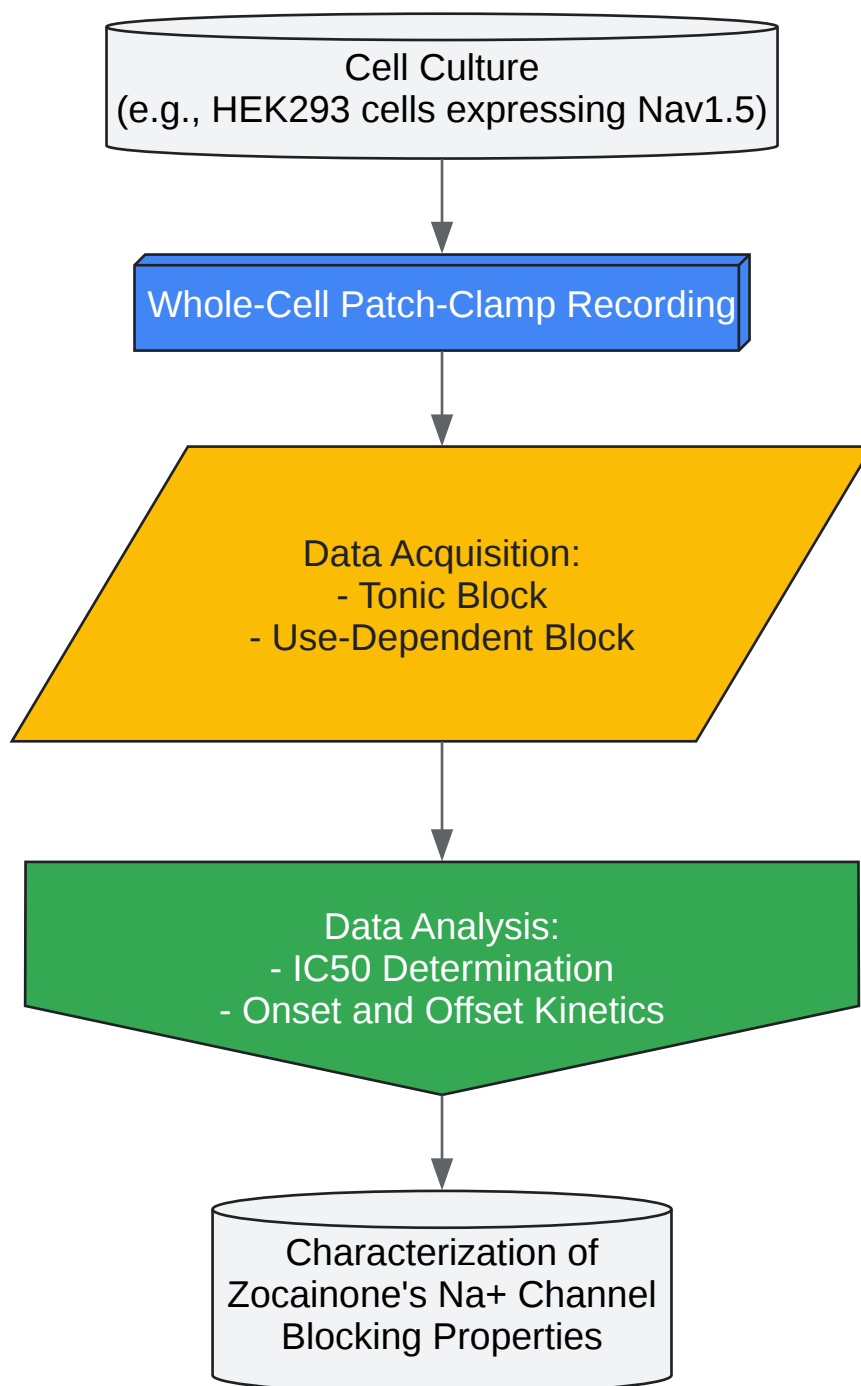 Cell Culture
(e.g., HEK293 cells expressing Nav1.5)
Whole-Cell Patch-Clamp Recording
Data Acquisition:
- Tonic Block
- Use-Dependent Block
Data Analysis:
- IC50 Determination
- Onset and Offset Kinetics
Characterization of
Zocainone's Na+ Channel
Blocking Properties